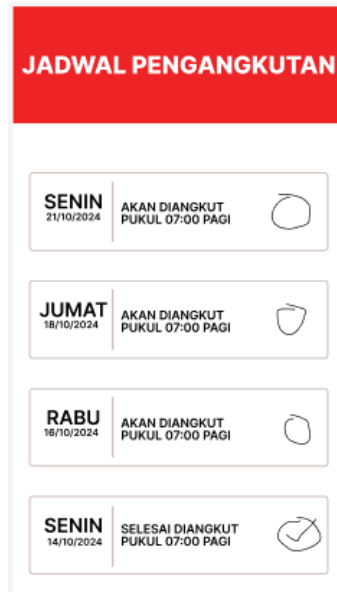 JADWAL PENGANGKUTAN
SENIN
21/10/2024
AKAN DIANGKUT
PUKUL 07:00 PAGI
JUMAT
18/10/2024
AKAN DIANGKUT
PUKUL 07:00 PAGI
RABU
16/10/2024
AKAN DIANGKUT
PUKUL 07:00 PAGI
SENIN
14/10/2024
SELESAI DIANGKUT
PUKUL 07:00 PAGI